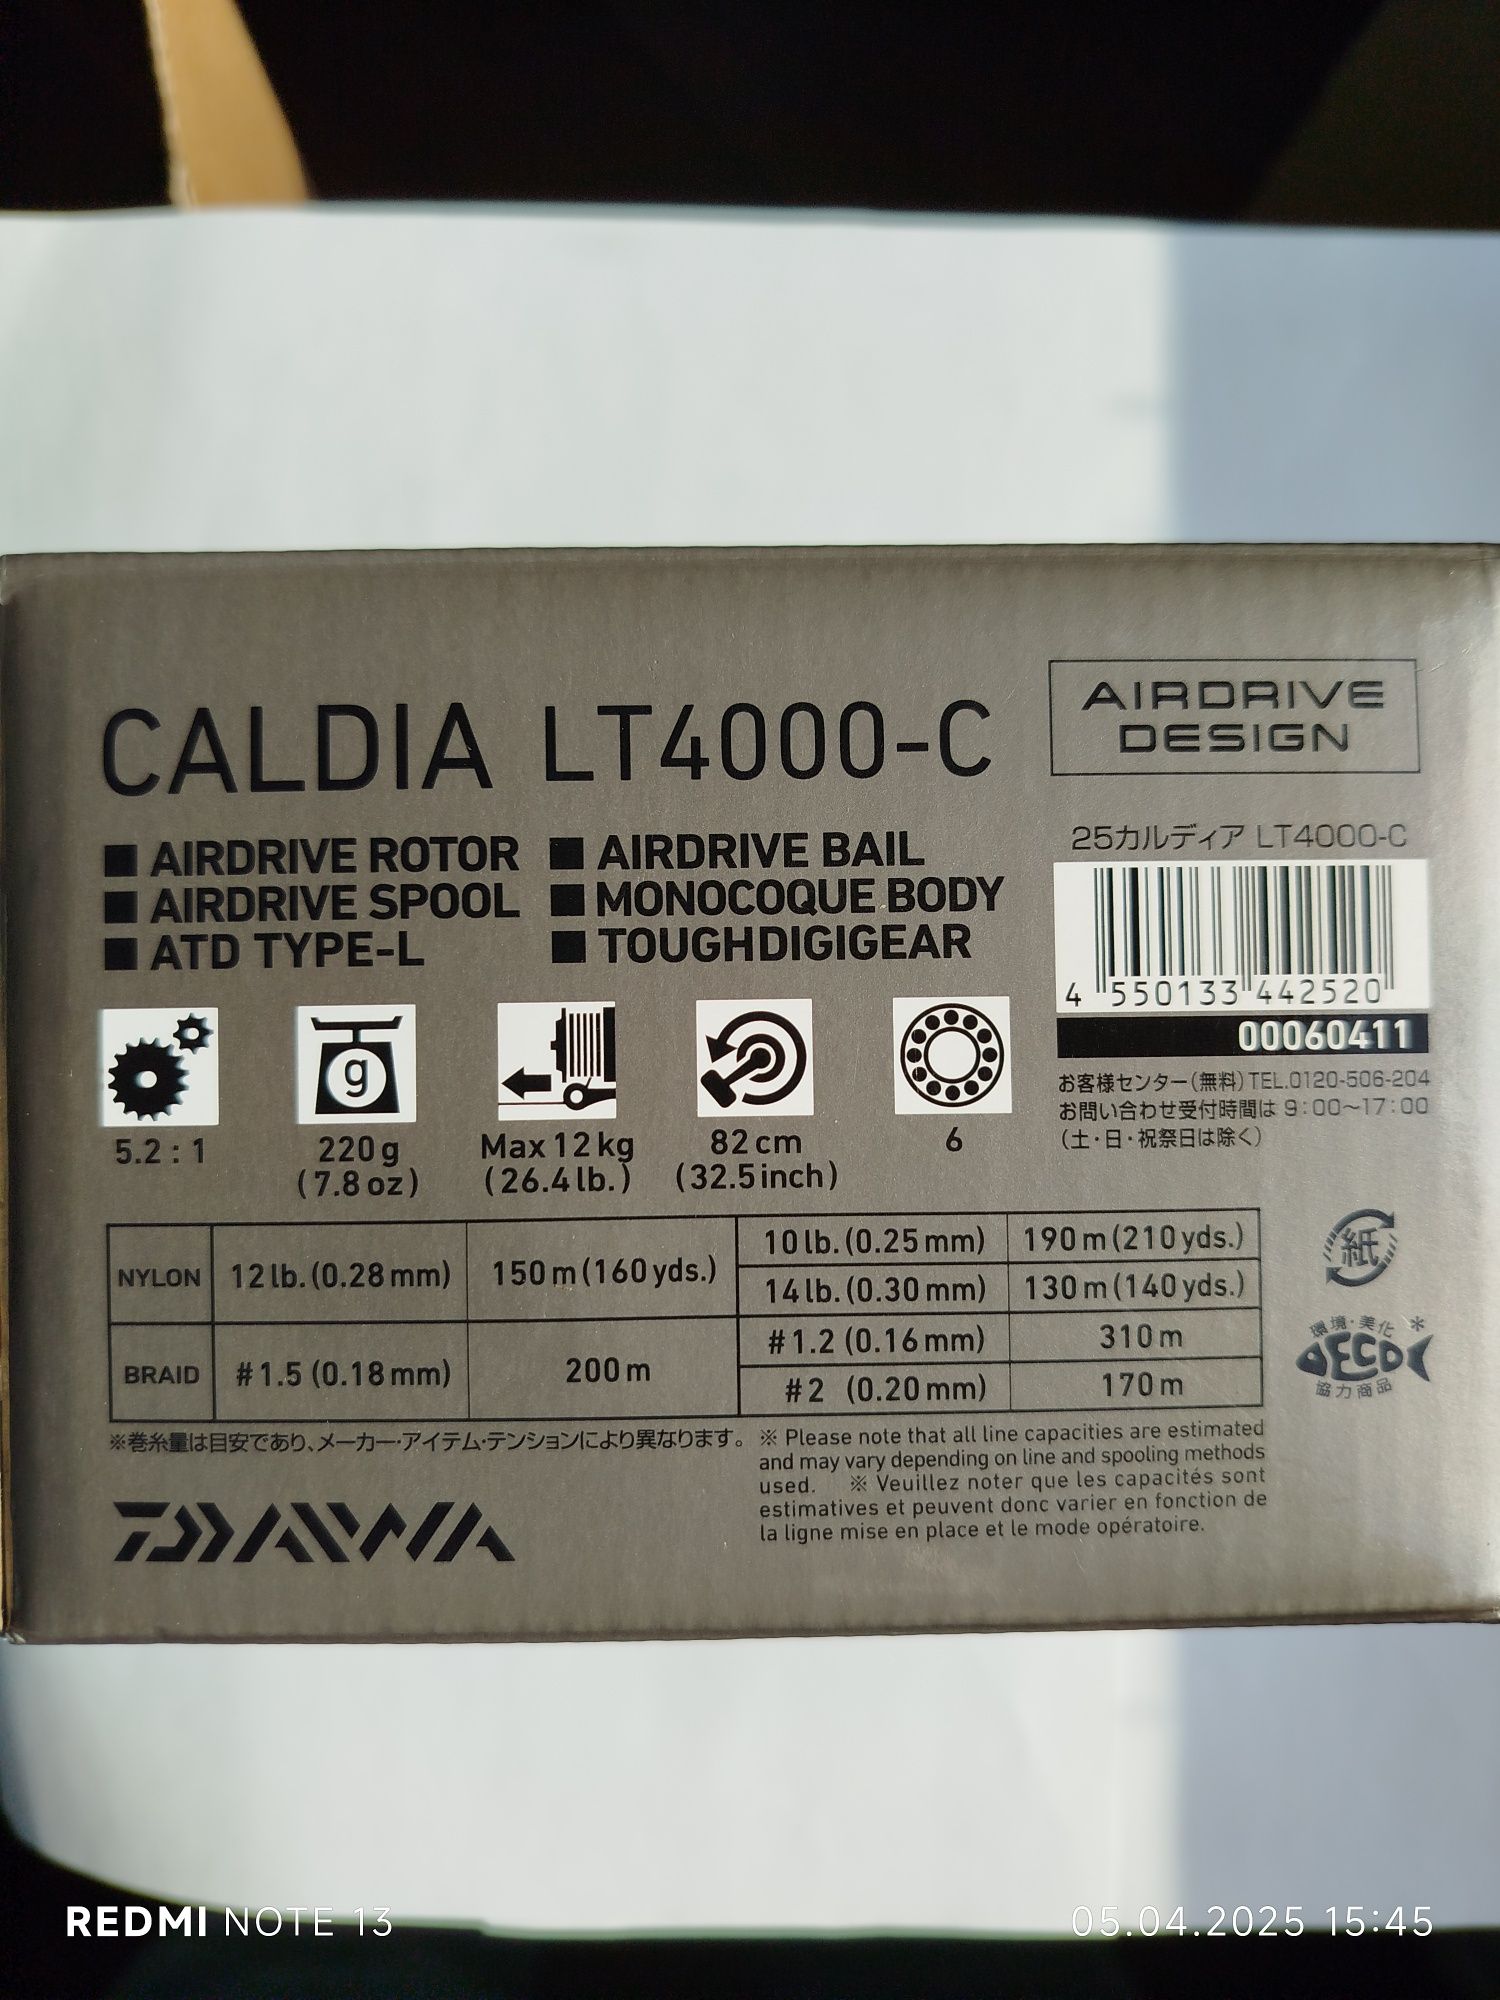 CALDIA LT4000-C
AIRDRIVE
DESIGN
■ AIRDRIVE ROTOR ■ AIRDRIVE BAIL
■ AIRDRIVE SPOOL ■ MONOCOQUE BODY
■ ATD TYPE-L ■ TOUGHDIGIGEAR
25カルディア LT4000-C
4 550133 442520
00060411
お客様センター(無料)TEL.0120-506-204
お問い合わせ受付時間は 9:00〜17:00
(土・日・祝祭日は除く)
g
5.2 : 1
220g
(7.8oz)
Max 12kg
(26.4lb.)
82cm
(32.5inch)
6
NYLON 12lb.(0.28mm) 150m(160yds.)
10lb.(0.25mm) 190m(210yds.)
14lb.(0.30mm) 130m(140yds.)
BRAID #1.5 (0.18mm) 200m
#1.2 (0.16mm) 310m
#2 (0.20mm) 170m
紙
環境・美化 *
ECO
協力商品
※巻糸量は目安であり、メーカー・アイテム・テンションにより異なります。
※ Please note that all line capacities are estimated
and may vary depending on line and spooling methods
used. ※ Veuillez noter que les capacités sont
estimatives et peuvent donc varier en fonction de
la ligne mise en place et le mode opératoire.
DAIWA
REDMI NOTE 13
05.04.2025 15:45